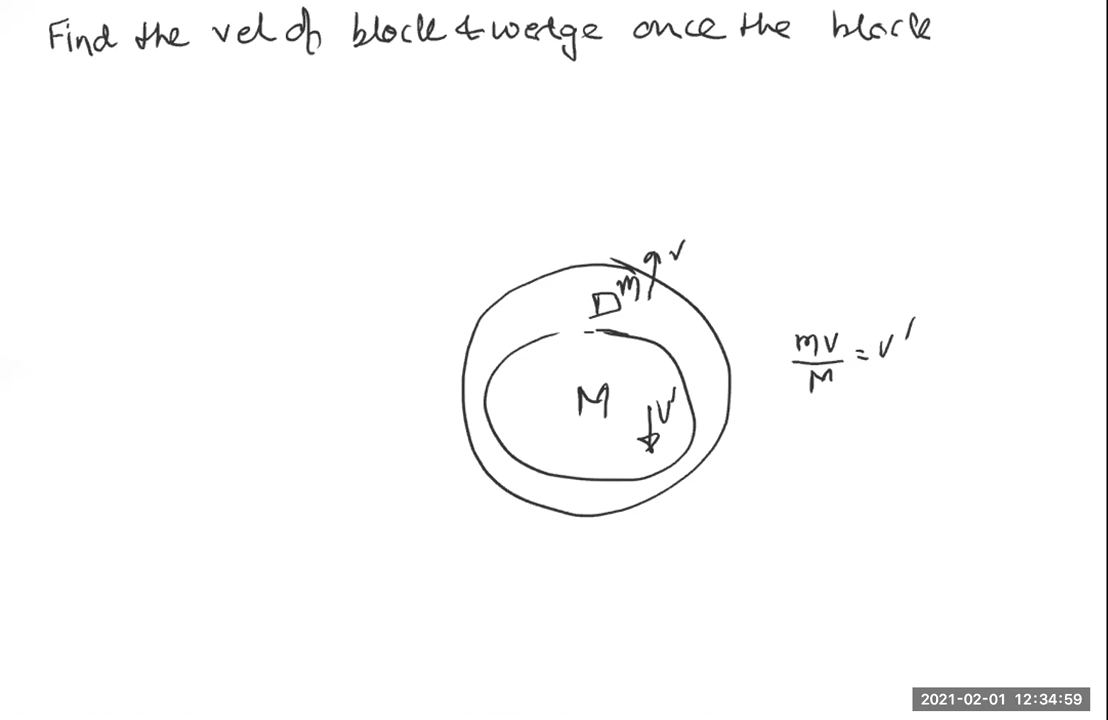 Find the vel of block & wedge once the block
m
v
M
v'
mv/M = v'
2021-02-01 12:34:59